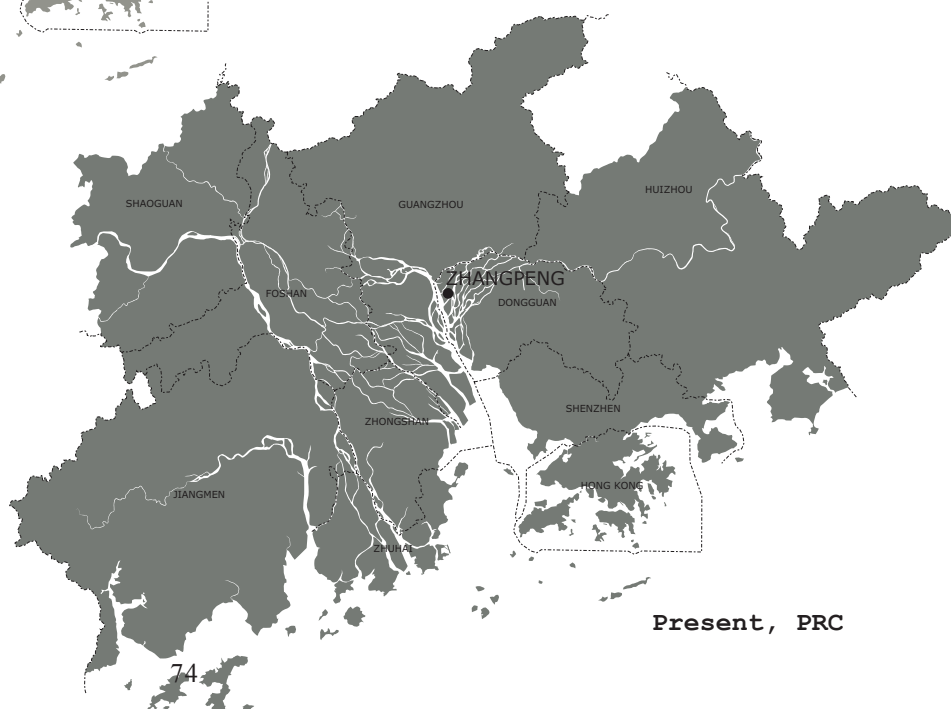 HUIZHOU
SHAOGUAN
GUANGZHOU
ZHANGPENG
FOSHAN
DONGGUAN
SHENZHEN
ZHONGSHAN
HONG KONG
JIANGMEN
ZHUHAI
Present, PRC
74